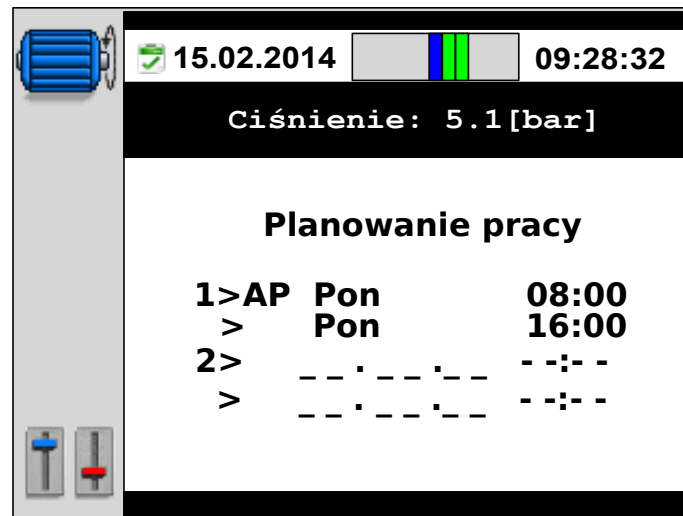 15.02.2014 09:28:32
Ciśnienie: 5.1[bar]
Planowanie pracy
1>AP Pon 08:00
> Pon 16:00
2> _ _ . _ _ ._ _ - -:- -
> _ _ . _ _ ._ _ - -:- -